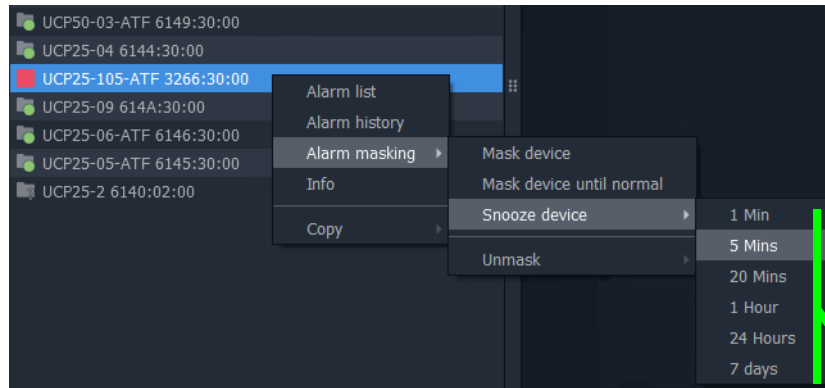 UCP50-03-ATF 6149:30:00
UCP25-04 6144:30:00
UCP25-105-ATF 3266:30:00
UCP25-09 614A:30:00
UCP25-06-ATF 6146:30:00
UCP25-05-ATF 6145:30:00
UCP25-2 6140:02:00
Alarm list
Alarm history
Alarm masking
Info
Copy
Mask device
Mask device until normal
Snooze device
Unmask
1 Min
5 Mins
20 Mins
1 Hour
24 Hours
7 days